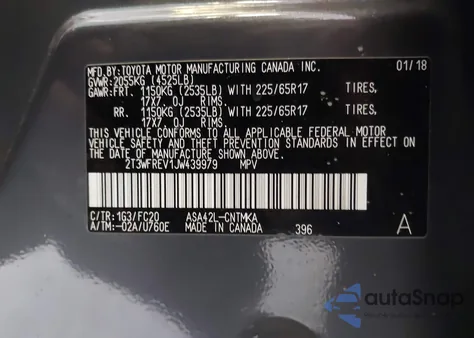 MFD.BY:TOYOTA MOTOR MANUFACTURING CANADA INC. 01/18
GVWR:2055KG (4525LB)
GAWR:FRT. 1150KG (2535LB) WITH 225/65R17 TIRES,
17X7. 0J RIMS.
RR. 1150KG (2535LB) WITH 225/65R17 TIRES,
17X7. 0J RIMS.
THIS VEHICLE CONFORMS TO ALL APPLICABLE FEDERAL MOTOR
VEHICLE SAFETY AND THEFT PREVENTION STANDARDS IN EFFECT
ON THE DATE OF MANUFACTURE SHOWN ABOVE.
2T3WFREV1JW439979 MPV
C/TR:1G3/FC20 ASA42L-CNTMKA A
A/TM:-02A/U760E MADE IN CANADA 396
autoSnap